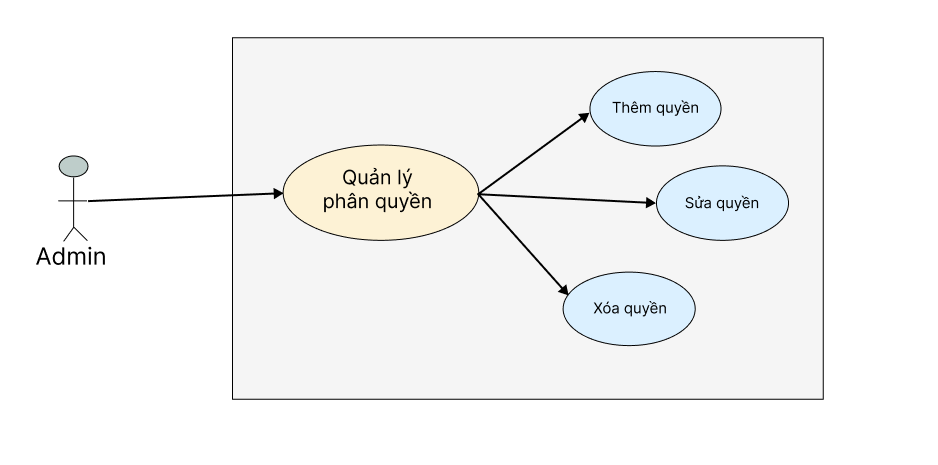 Thêm quyền
Quản lý
phân quyền
Sửa quyền
Admin
Xóa quyền